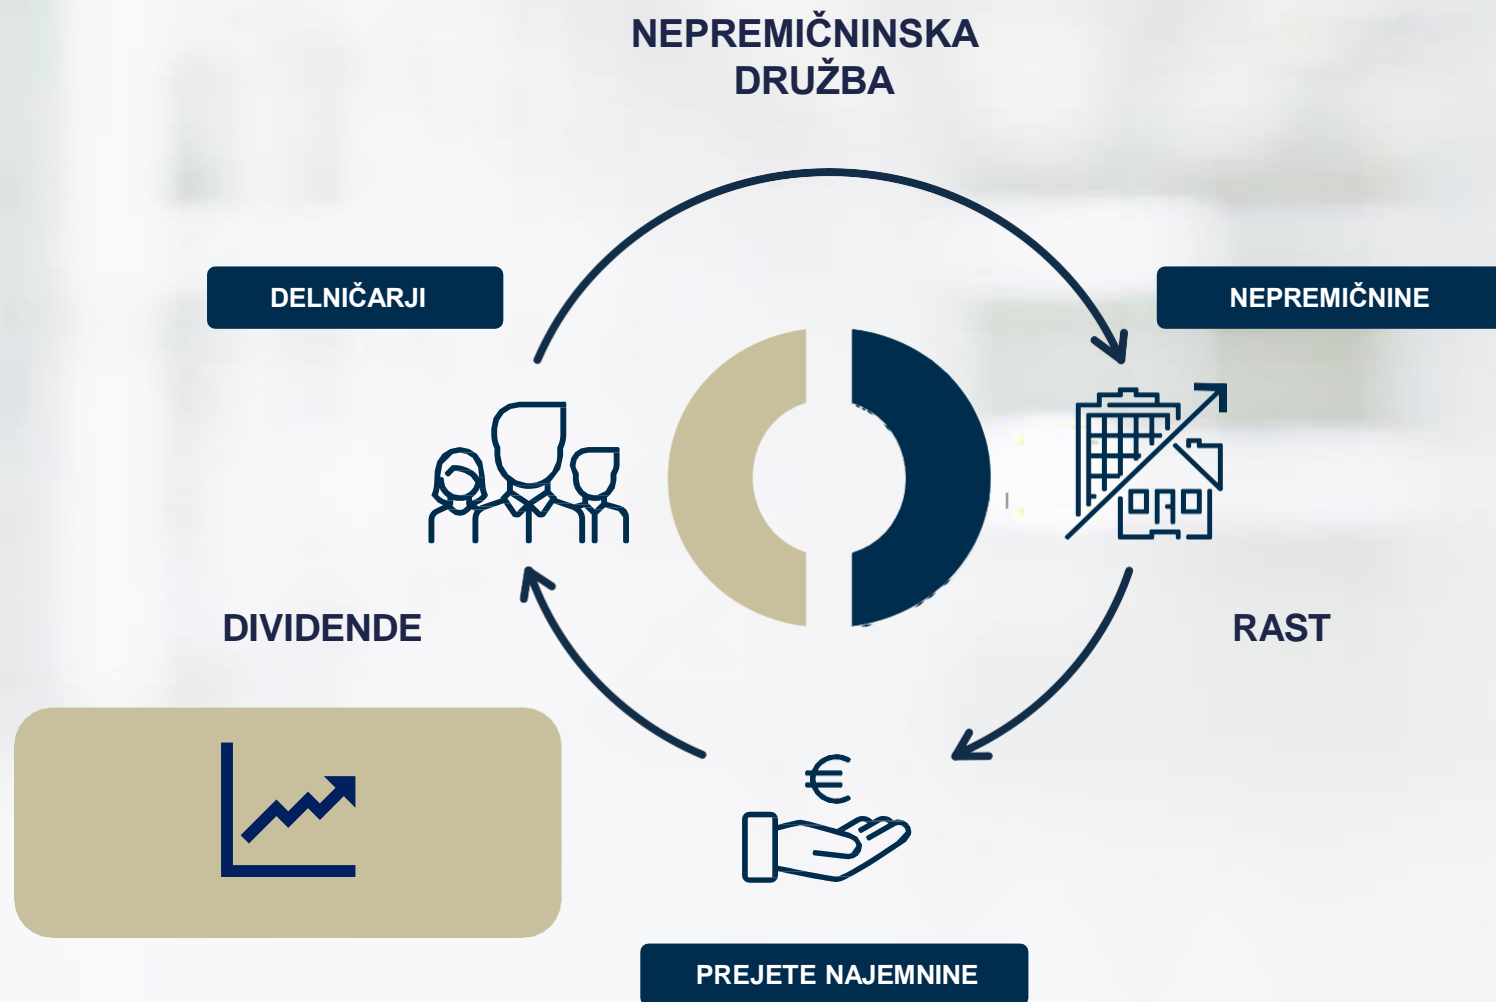 NEPREMIČNINSKA
DRUŽBA
DELNIČARJI
NEPREMIČNINE
DIVIDENDE
RAST
€
PREJETE NAJEMNINE